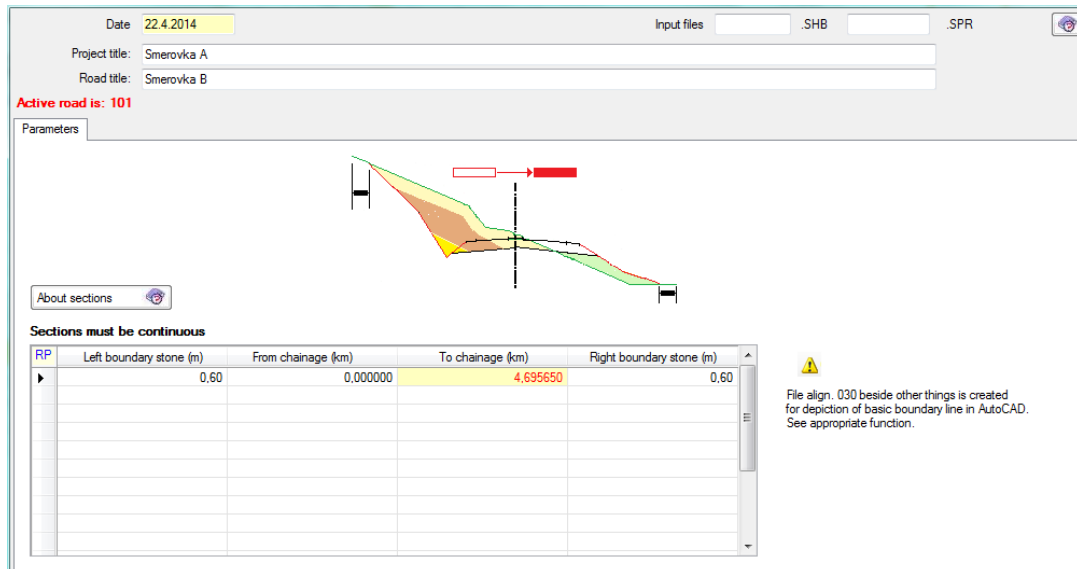 Date 22.4.2014 Input files .SHB .SPR
Project title: Smerovka A
Road title: Smerovka B
Active road is: 101
Parameters
About sections
Sections must be continuous
RP Left boundary stone (m) From chainage (km) To chainage (km) Right boundary stone (m)
0,60 0,000000 4,695650 0,60
File align. 030 beside other things is created
for depiction of basic boundary line in AutoCAD.
See appropriate function.